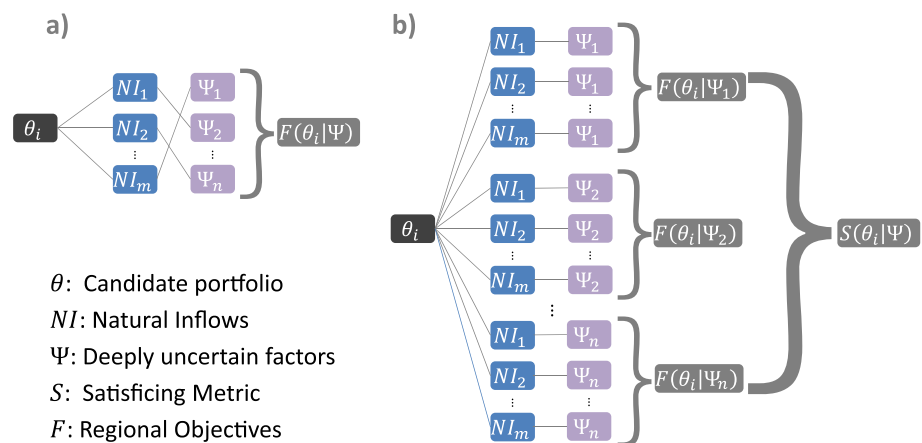 a)
θᵢ
NI₁
NI₂
⋮
NIₘ
Ψ₁
Ψ₂
⋮
Ψₙ
F(θᵢ|Ψ)
θ: Candidate portfolio
NI: Natural Inflows
Ψ: Deeply uncertain factors
S: Satisficing Metric
F: Regional Objectives
b)
θᵢ
NI₁ Ψ₁
NI₂ Ψ₁
⋮ ⋮
NIₘ Ψ₁
F(θᵢ|Ψ₁)
NI₁ Ψ₂
NI₂ Ψ₂
⋮ ⋮
NIₘ Ψ₂
F(θᵢ|Ψ₂)
⋮
NI₁ Ψₙ
NI₂ Ψₙ
⋮ ⋮
NIₘ Ψₙ
F(θᵢ|Ψₙ)
S(θᵢ|Ψ)